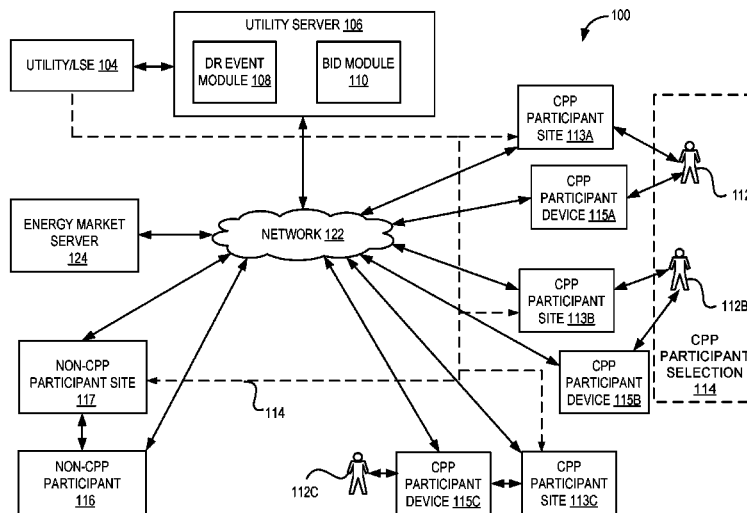 100
UTILITY SERVER 106
UTILITY/LSE 104
DR EVENT
MODULE 108
BID MODULE
110
CPP
PARTICIPANT
SITE 113A
112
CPP
PARTICIPANT
DEVICE 115A
ENERGY MARKET
SERVER
124
NETWORK 122
CPP
PARTICIPANT
SITE 113B
112B
CPP
PARTICIPANT
SELECTION
114
NON-CPP
PARTICIPANT SITE
117
114
CPP
PARTICIPANT
DEVICE 115B
NON-CPP
PARTICIPANT
116
112C
CPP
PARTICIPANT
DEVICE 115C
CPP
PARTICIPANT
SITE 113C